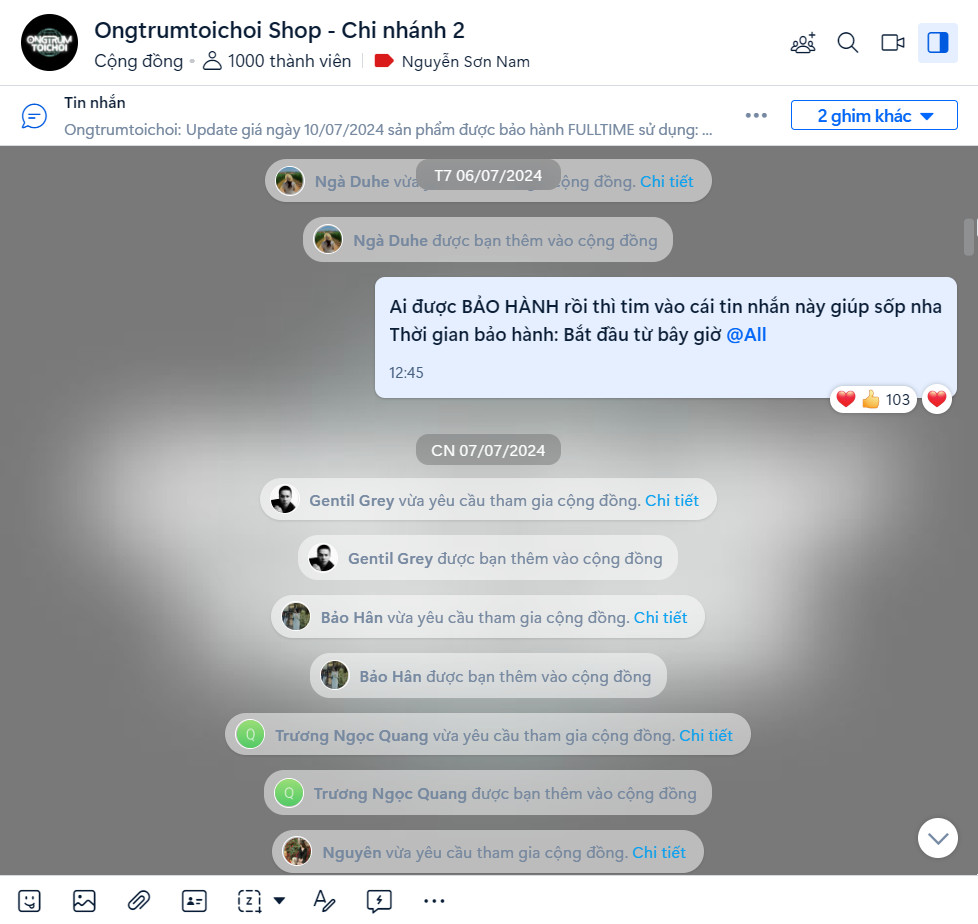 ONGTRUM
TOICHOI
Ongtrumtoichoi Shop - Chi nhánh 2
Cộng đồng • 1000 thành viên | Nguyễn Sơn Nam
Tin nhắn
Ongtrumtoichoi: Update giá ngày 10/07/2024 sản phẩm được bảo hành FULLTIME sử dụng: ...
2 ghim khác
T7 06/07/2024
Ngà Duhe vừa cộng đồng. Chi tiết
Ngà Duhe được bạn thêm vào cộng đồng
Ai được BẢO HÀNH rồi thì tim vào cái tin nhắn này giúp sốp nha
Thời gian bảo hành: Bắt đầu từ bây giờ @All
12:45
103
CN 07/07/2024
Gentil Grey vừa yêu cầu tham gia cộng đồng. Chi tiết
Gentil Grey được bạn thêm vào cộng đồng
Bảo Hân vừa yêu cầu tham gia cộng đồng. Chi tiết
Bảo Hân được bạn thêm vào cộng đồng
Q Trương Ngọc Quang vừa yêu cầu tham gia cộng đồng. Chi tiết
Q Trương Ngọc Quang được bạn thêm vào cộng đồng
Nguyên vừa yêu cầu tham gia cộng đồng. Chi tiết